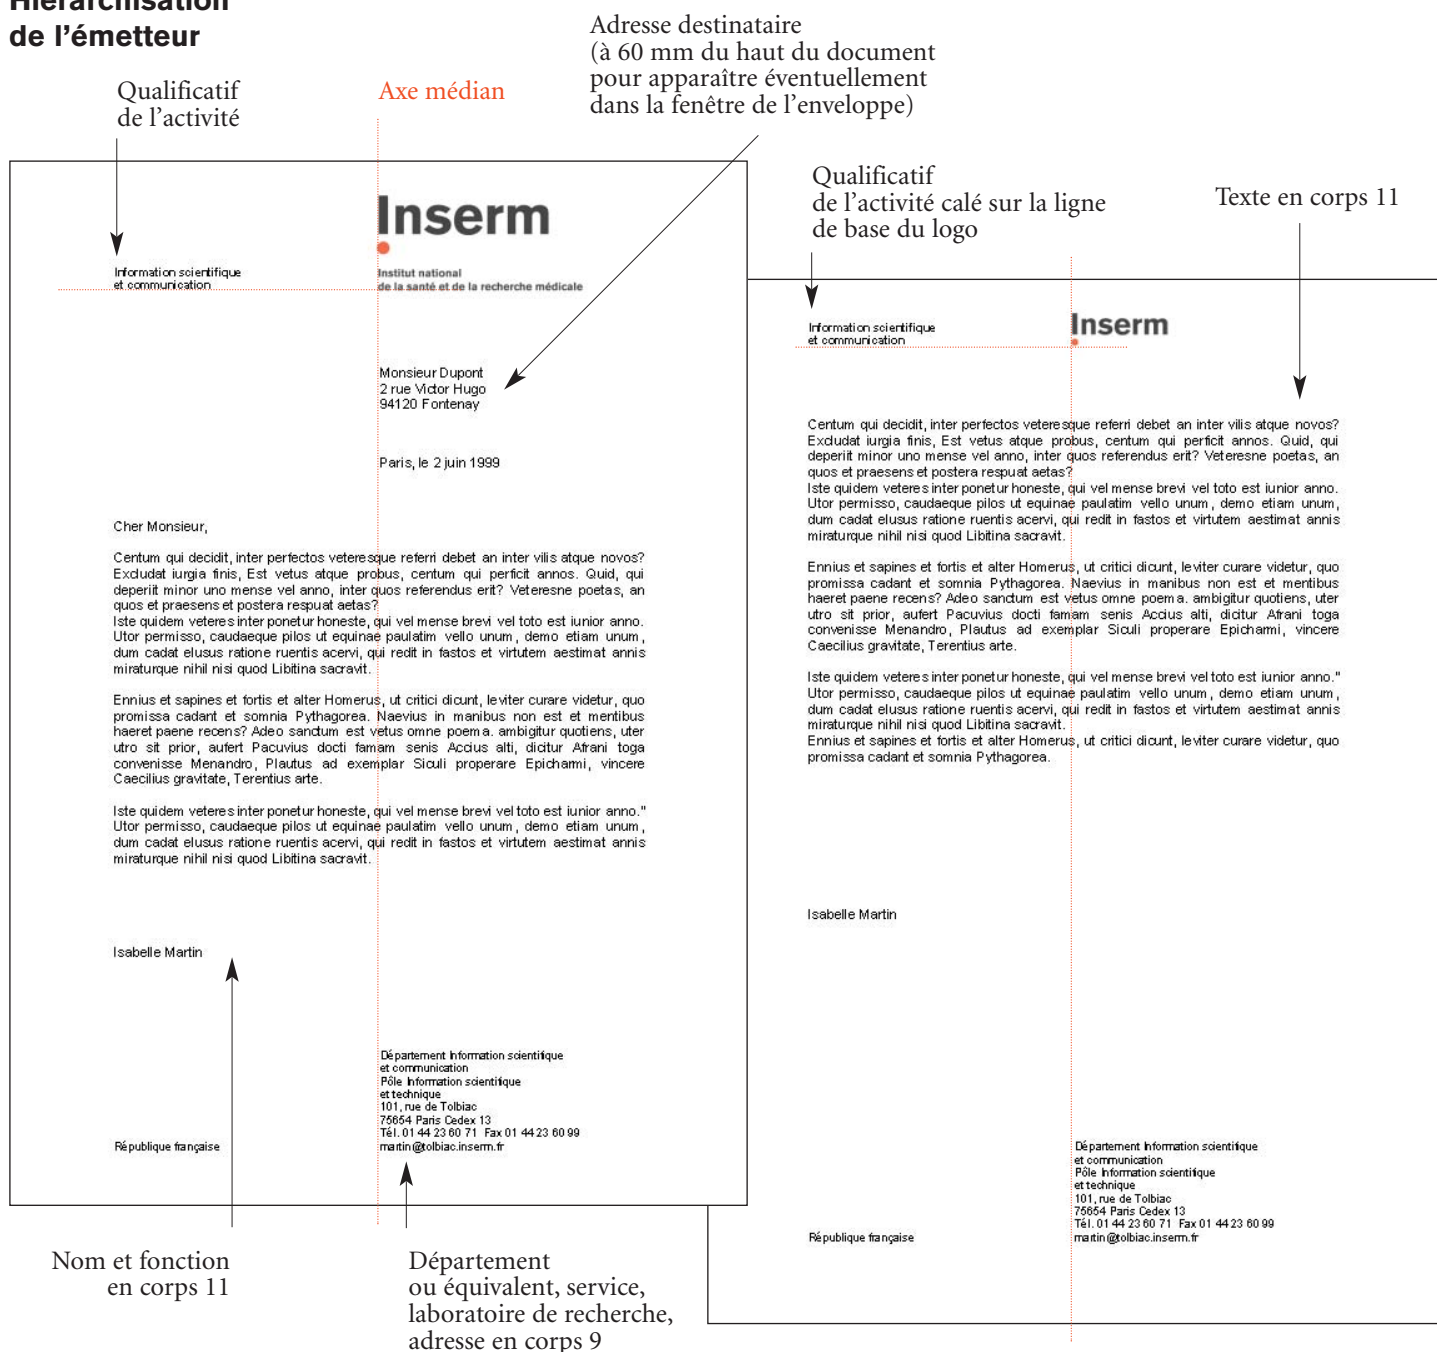 Hiérarchisation
de l'émetteur
Adresse destinataire
(à 60 mm du haut du document
pour apparaître éventuellement
dans la fenêtre de l'enveloppe)
Qualificatif
de l'activité
Axe médian
Qualificatif
de l'activité calé sur la ligne
de base du logo
Texte en corps 11
Inserm
Information scientifique
et communication
Institut national
de la santé et de la recherche médicale
Monsieur Dupont
2 rue Victor Hugo
94120 Fontenay
Paris, le 2 juin 1999
Cher Monsieur,
Centum qui decidit, inter perfectos veteresque referri debet an inter vilis atque novos?
Excludat iurgia finis, Est vetus atque probus, centum qui perficit annos. Quid, qui
deperiit minor uno mense vel anno, inter quos referendus erit? Veteresne poetas, an
quos et praesens et postera respuat aetas?
Iste quidem veteres inter ponetur honeste, qui vel mense brevi vel toto est iunior anno.
Utor permisso, caudaeque pilos ut equinae paulatim vello unum, demo etiam unum,
dum cadat elusus ratione ruentis acervi, qui redit in fastos et virtutem aestimat annis
miraturque nihil nisi quod Libitina sacravit.
Ennius et sapines et fortis et alter Homerus, ut critici dicunt, leviter curare videtur, quo
promissa cadant et somnia Pythagorea. Naevius in manibus non est et mentibus
haeret paene recens? Adeo sanctum est vetus omne poema. ambigitur quotiens, uter
utro sit prior, aufert Pacuvius docti famam senis Accius alti, dicitur Afrani toga
convenisse Menandro, Plautus ad exemplar Siculi properare Epicharmi, vincere
Caecilius gravitate, Terentius arte.
Iste quidem veteres inter ponetur honeste, qui vel mense brevi vel toto est iunior anno."
Utor permisso, caudaeque pilos ut equinae paulatim vello unum, demo etiam unum,
dum cadat elusus ratione ruentis acervi, qui redit in fastos et virtutem aestimat annis
miraturque nihil nisi quod Libitina sacravit.
Isabelle Martin
Département Information scientifique
et communication
Pôle Information scientifique
et technique
101, rue de Tolbiac
75654 Paris Cedex 13
Tél. 01 44 23 60 71 Fax 01 44 23 60 99
martin@tolbiac.inserm.fr
République française
Nom et fonction
en corps 11
Département
ou équivalent, service,
laboratoire de recherche,
adresse en corps 9
Information scientifique
et communication
Inserm
Centum qui decidit, inter perfectos veteresque referri debet an inter vilis atque novos?
Excludat iurgia finis, Est vetus atque probus, centum qui perficit annos. Quid, qui
deperiit minor uno mense vel anno, inter quos referendus erit? Veteresne poetas, an
quos et praesens et postera respuat aetas?
Iste quidem veteres inter ponetur honeste, qui vel mense brevi vel toto est iunior anno.
Utor permisso, caudaeque pilos ut equinae paulatim vello unum, demo etiam unum,
dum cadat elusus ratione ruentis acervi, qui redit in fastos et virtutem aestimat annis
miraturque nihil nisi quod Libitina sacravit.
Ennius et sapines et fortis et alter Homerus, ut critici dicunt, leviter curare videtur, quo
promissa cadant et somnia Pythagorea. Naevius in manibus non est et mentibus
haeret paene recens? Adeo sanctum est vetus omne poema. ambigitur quotiens, uter
utro sit prior, aufert Pacuvius docti famam senis Accius alti, dicitur Afrani toga
convenisse Menandro, Plautus ad exemplar Siculi properare Epicharmi, vincere
Caecilius gravitate, Terentius arte.
Iste quidem veteres inter ponetur honeste, qui vel mense brevi vel toto est iunior anno."
Utor permisso, caudaeque pilos ut equinae paulatim vello unum, demo etiam unum,
dum cadat elusus ratione ruentis acervi, qui redit in fastos et virtutem aestimat annis
miraturque nihil nisi quod Libitina sacravit.
Ennius et sapines et fortis et alter Homerus, ut critici dicunt, leviter curare videtur, quo
promissa cadant et somnia Pythagorea.
Isabelle Martin
Département Information scientifique
et communication
Pôle Information scientifique
et technique
101, rue de Tolbiac
75654 Paris Cedex 13
Tél. 01 44 23 60 71 Fax 01 44 23 60 99
martin@tolbiac.inserm.fr
République française